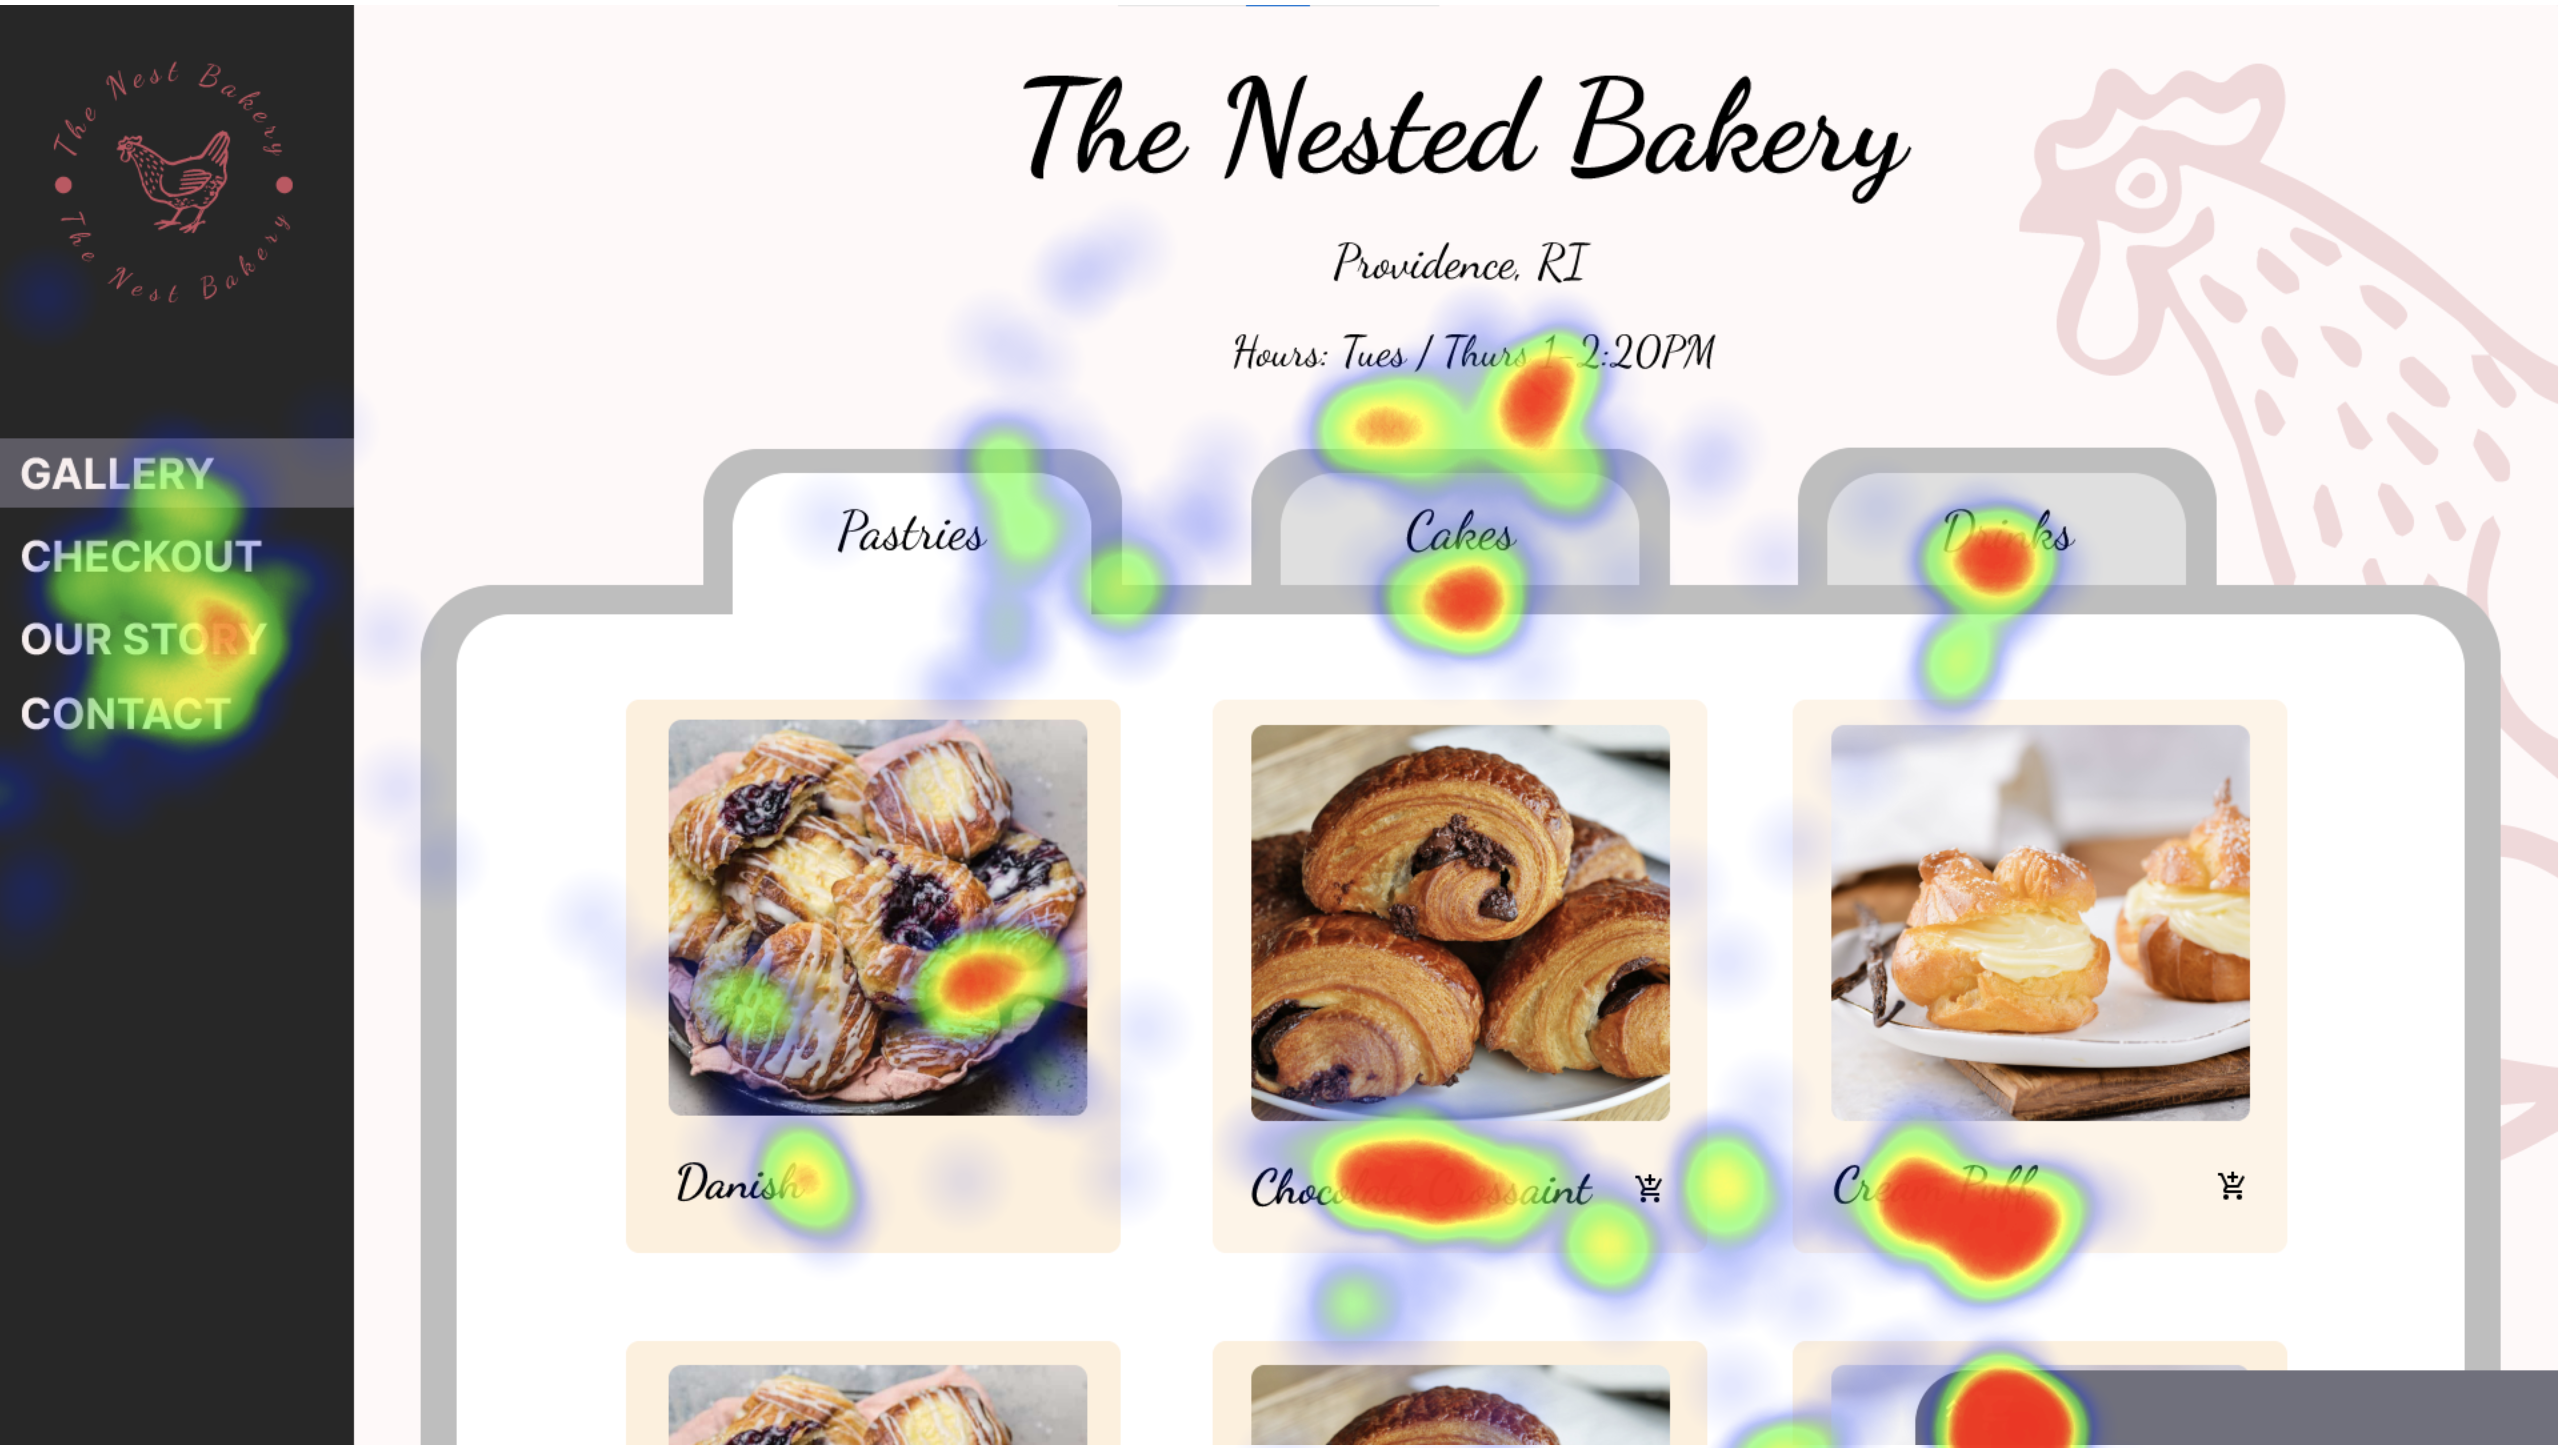 The Nest Bakery
The Nest Bakery
GALLERY
CHECKOUT
OUR STORY
CONTACT
The Nested Bakery
Providence, RI
Hours: Tues / Thurs 1-2:20PM
Pastries
Cakes
Drinks
Danish
Chocolate Crossaint
Cream Puff